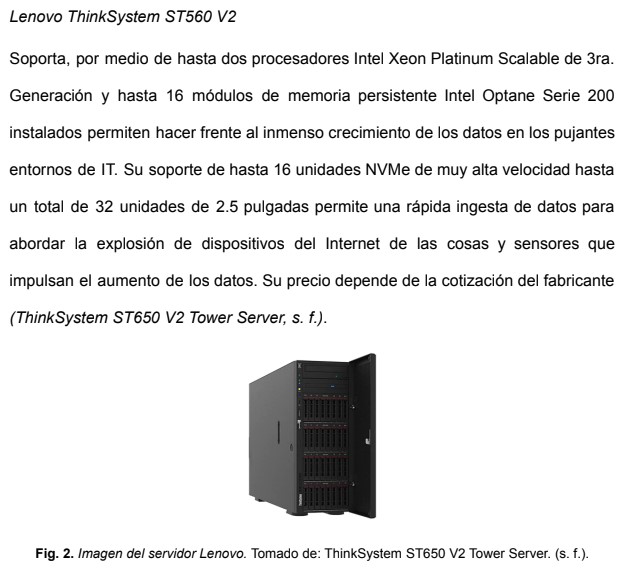 Lenovo ThinkSystem ST560 V2
Soporta, por medio de hasta dos procesadores Intel Xeon Platinum Scalable de 3ra.
Generación y hasta 16 módulos de memoria persistente Intel Optane Serie 200
instalados permiten hacer frente al inmenso crecimiento de los datos en los pujantes
entornos de IT. Su soporte de hasta 16 unidades NVMe de muy alta velocidad hasta
un total de 32 unidades de 2.5 pulgadas permite una rápida ingesta de datos para
abordar la explosión de dispositivos del Internet de las cosas y sensores que
impulsan el aumento de los datos. Su precio depende de la cotización del fabricante
(ThinkSystem ST650 V2 Tower Server, s. f.).
Fig. 2. Imagen del servidor Lenovo. Tomado de: ThinkSystem ST650 V2 Tower Server. (s. f.).